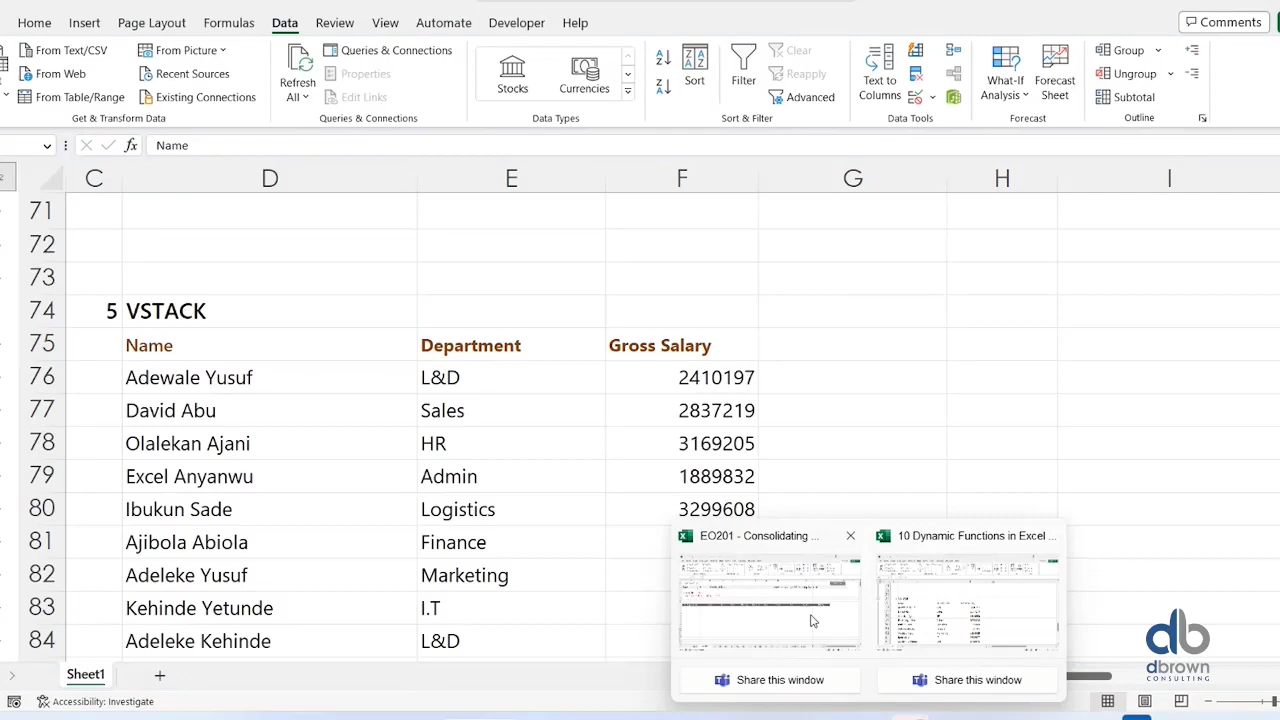 Home Insert Page Layout Formulas Data Review View Automate Developer Help Comments
From Text/CSV From Picture Queries & Connections Clear Group
From Web Recent Sources Properties Reapply Ungroup
From Table/Range Existing Connections Edit Links Advanced Subtotal
Refresh All Stocks Currencies Sort Filter Text to Columns What-If Analysis Forecast Sheet
Get & Transform Data Queries & Connections Data Types Sort & Filter Data Tools Forecast Outline
fx Name
C D E F G H I
71
72
73
74 5 VSTACK
75 Name Department Gross Salary
76 Adewale Yusuf L&D 2410197
77 David Abu Sales 2837219
78 Olalekan Ajani HR 3169205
79 Excel Anyanwu Admin 1889832
80 Ibukun Sade Logistics 3299608
81 Ajibola Abiola Finance
82 Adeleke Yusuf Marketing
83 Kehinde Yetunde I.T
84 Adeleke Kehinde L&D
EO201 - Consolidating ... 10 Dynamic Functions in Excel ...
Share this window Share this window
db
dbrown
CONSULTING
Sheet1
Accessibility: Investigate